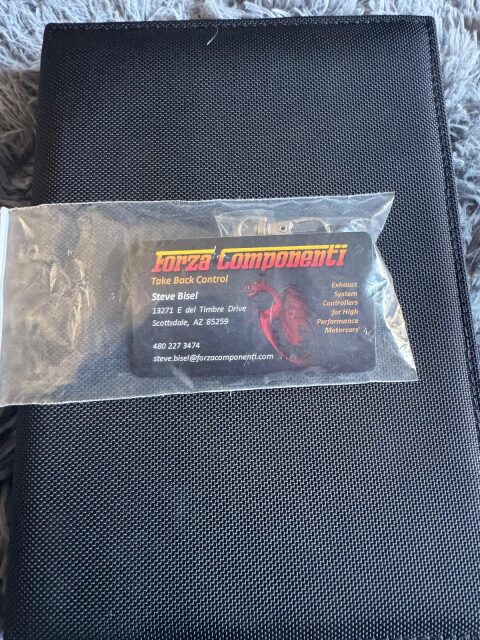 Forza Componenti
Take Back Control
Steve Bisel
13271 E del Timbre Drive
Scottsdale, AZ 85259
480 227 3474
steve.bisel@forzacomponenti.com
Exhaust
System
Controllers
for High
Performance
Motorcars